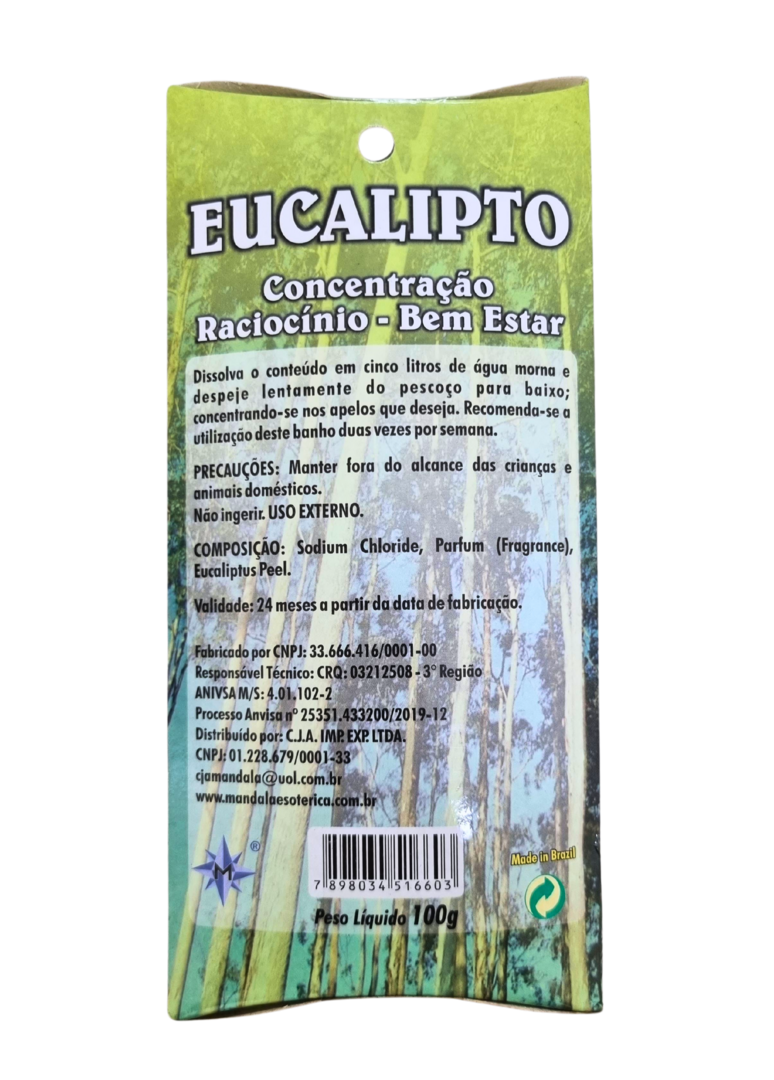 EUCALIPTO
Concentração
Raciocínio - Bem Estar
Dissolva o conteúdo em cinco litros de água morna e
despeje lentamente do pescoço para baixo;
concentrando-se nos apelos que deseja. Recomenda-se a
utilização deste banho duas vezes por semana.
PRECAUÇÕES: Manter fora do alcance das crianças e
animais domésticos.
Não ingerir. USO EXTERNO.
COMPOSIÇÃO: Sodium Chloride, Parfum (Fragrance),
Eucaliptus Peel.
Validade: 24 meses a partir da data de fabricação.
Fabricado por CNPJ: 33.666.416/0001-00
Responsável Técnico: CRQ: 03212508 - 3° Região
ANIVSA M/S: 4.01.102-2
Processo Anvisa nº 25351.433200/2019-12
Distribuído por: C.J.A. IMP. EXP. LTDA.
CNPJ: 01.228.679/0001-33
cjamandala@uol.com.br
www.mandalaesoterica.com.br
M ®
7 898034 516603
Made in Brazil
Peso Líquido 100g